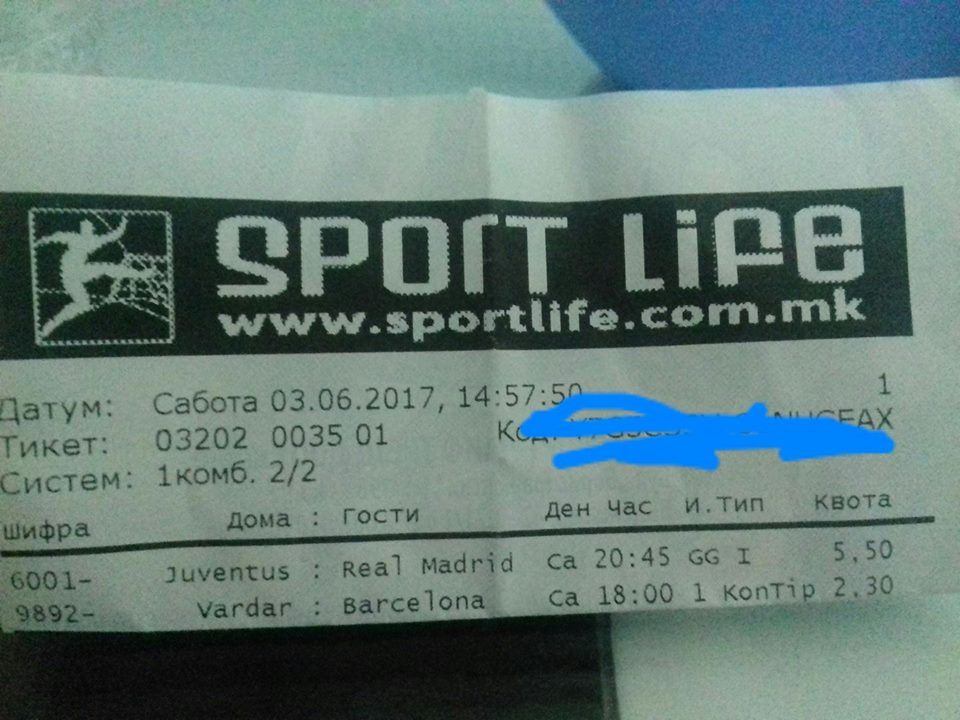 SPORT LIFE
www.sportlife.com.mk
Датум: Сабота 03.06.2017, 14:57:50 1
Тикет: 03202 0035 01
Систем: 1комб. 2/2
Шифра Дома : Гости Ден Час И.Тип Квота
6001- Juventus : Real Madrid Са 20:45 GG I 5,50
9892- Vardar : Barcelona Са 18:00 1 KonTip 2,30